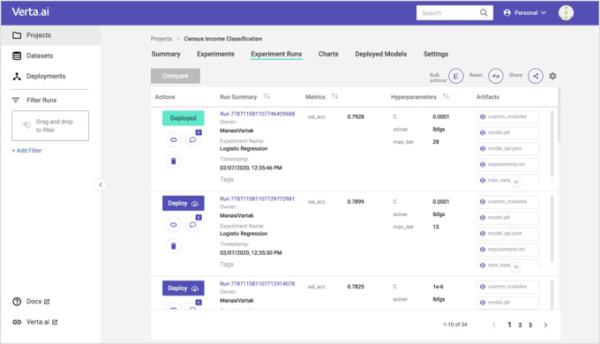 Verta.ai
Search
Personal
Projects
Datasets
Deployments
Filter Runs
Drag and drop
to filter
+ Add Filter
Docs
Verta.ai
Projects > Census Income Classification
Summary Experiments Experiment Runs Charts Deployed Models Settings
Compare
Bulk
actions:
Reset
Share
Actions Run Summary Metrics Hyperparameters Artifacts
Deployed
Run 778711581107746429688
Owner:
ManasiVartak
Experiment Name:
Logistic Regression
Timestamp:
02/07/2020, 12:35:46 PM
Tags
val_acc 0.7928
C 0.0001
solver lbfgs
max_iter 28
custom_modules
model.pkl
model_api.json
requirements.txt
train_data
Deploy
Run 778711581107729772981
Owner:
ManasiVartak
Experiment Name:
Logistic Regression
Timestamp:
02/07/2020, 12:35:30 PM
Tags
val_acc 0.7899
C 0.0001
solver lbfgs
max_iter 15
custom_modules
model.pkl
model_api.json
requirements.txt
train_data
Deploy
Run 778711581107712914078
Owner:
ManasiVartak
val_acc 0.7825
C 1e-6
solver lbfgs
custom_modules
model.pkl
1-10 of 26
1 2 3